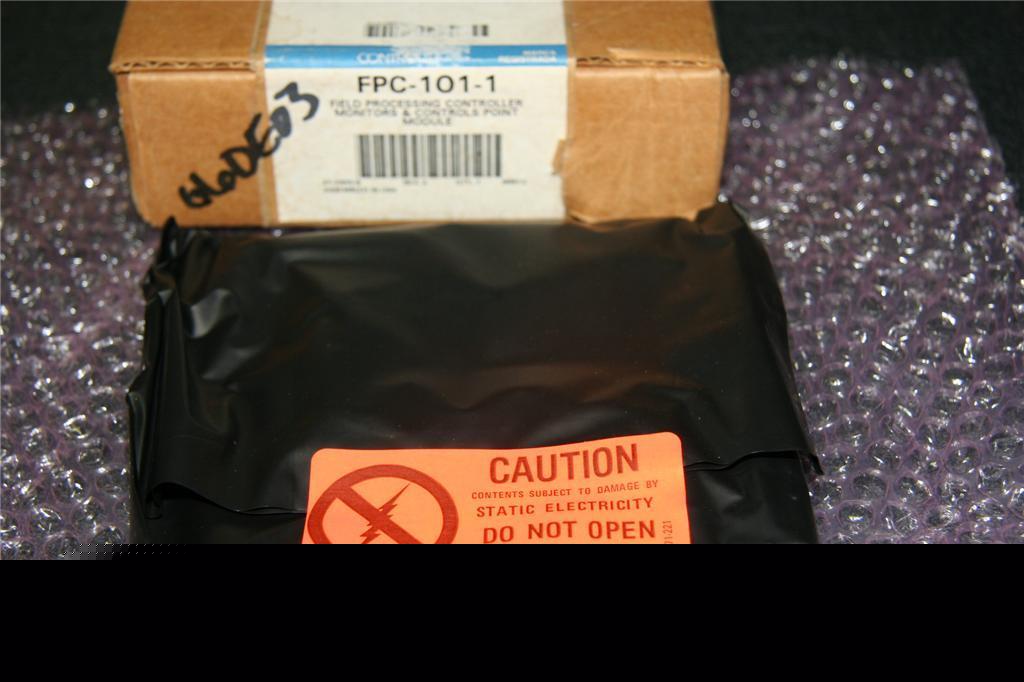 CONTROLS
FPC-101-1
FIELD PROCESSING CONTROLLER
MONITORS & CONTROLS POINT
MODULE
CAUTION
CONTENTS SUBJECT TO DAMAGE BY
STATIC ELECTRICITY
DO NOT OPEN